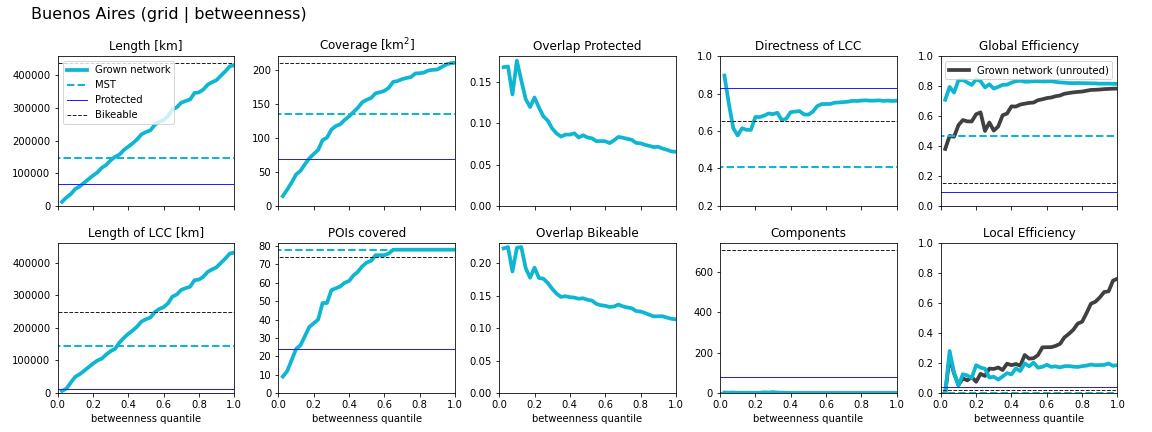 Buenos Aires (grid | betweenness)
Length [km]
Coverage [km²]
Overlap Protected
Directness of LCC
Global Efficiency
Grown network
MST
Protected
Bikeable
Grown network (unrouted)
400000
300000
200000
100000
0
200
150
100
50
0
0.15
0.10
0.05
0.00
1.0
0.8
0.6
0.4
0.2
1.0
0.8
0.6
0.4
0.2
0.0
Length of LCC [km]
POIs covered
Overlap Bikeable
Components
Local Efficiency
400000
300000
200000
100000
0
80
70
60
50
40
30
20
10
0.20
0.15
0.10
0.05
0.00
600
400
200
0
1.0
0.8
0.6
0.4
0.2
0.0
0.0 0.2 0.4 0.6 0.8 1.0
0.0 0.2 0.4 0.6 0.8 1.0
0.0 0.2 0.4 0.6 0.8 1.0
0.0 0.2 0.4 0.6 0.8 1.0
0.0 0.2 0.4 0.6 0.8 1.0
betweenness quantile
betweenness quantile
betweenness quantile
betweenness quantile
betweenness quantile